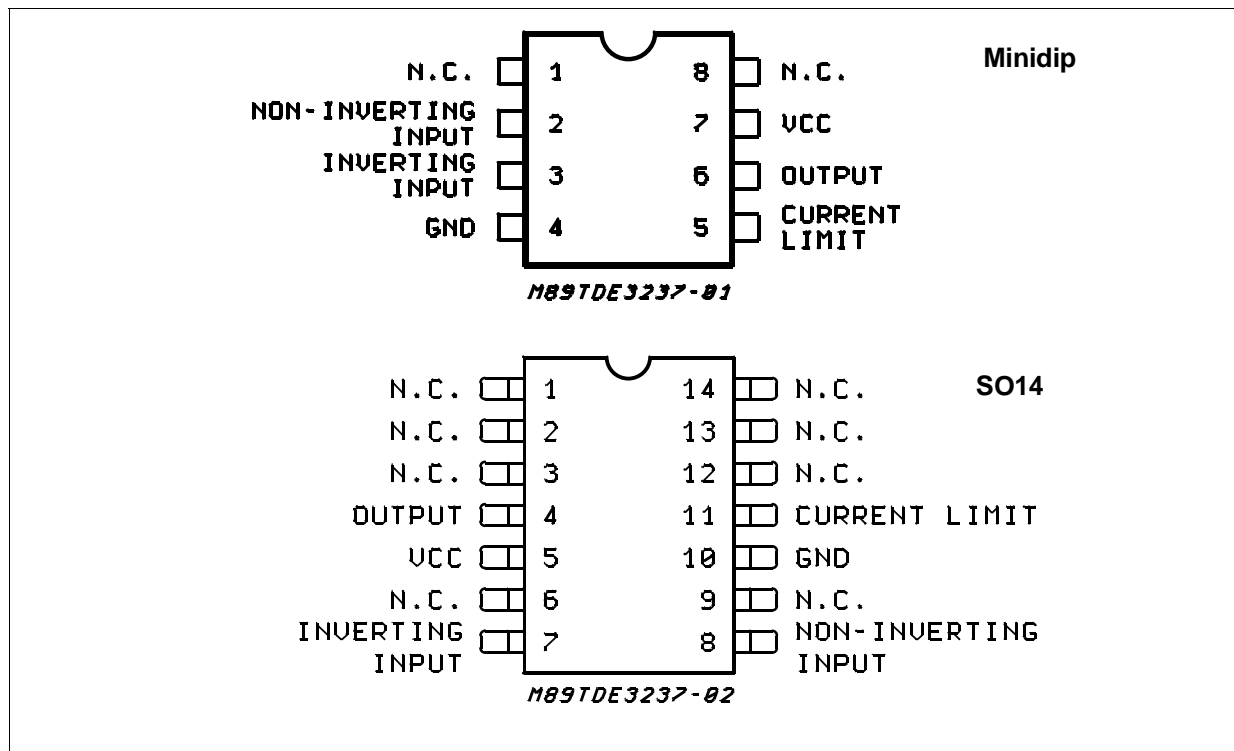 Minidip
N.C. 1 8 N.C.
NON-INVERTING
INPUT 2 7 VCC
INVERTING
INPUT 3 6 OUTPUT
GND 4 5 CURRENT
LIMIT
M89TDE3237-01
SO14
N.C. 1 14 N.C.
N.C. 2 13 N.C.
N.C. 3 12 N.C.
OUTPUT 4 11 CURRENT LIMIT
VCC 5 10 GND
N.C. 6 9 N.C.
INVERTING
INPUT 7 8 NON-INVERTING
INPUT
M89TDE3237-02